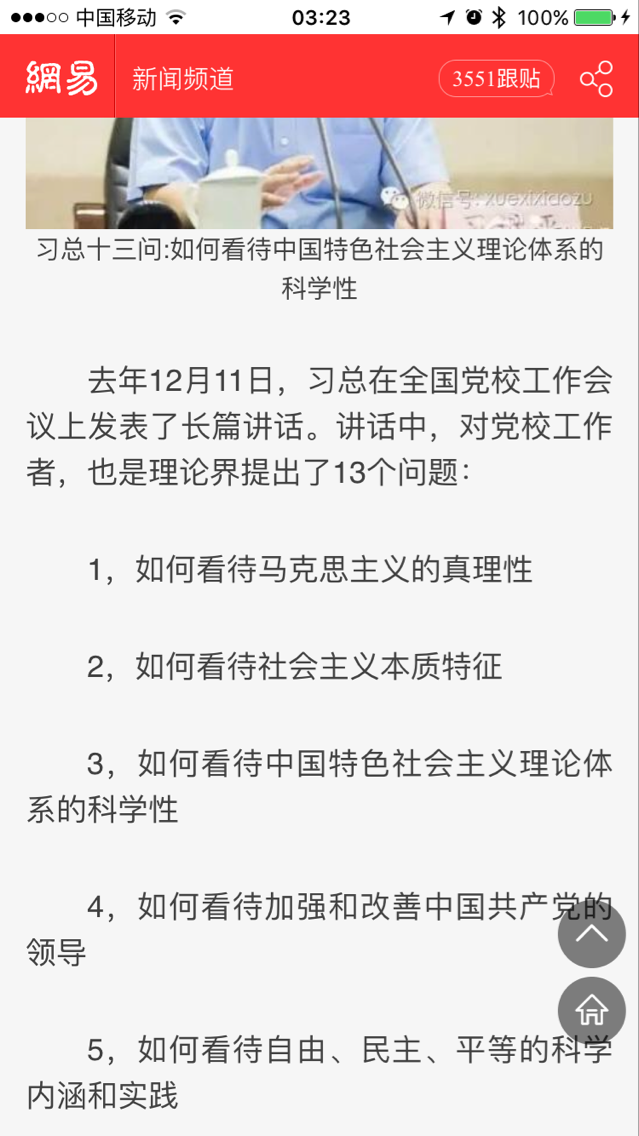 中国移动
03:23
100%
網易
新闻频道
3551跟贴
微信号: xuexixiaozu
习总十三问:如何看待中国特色社会主义理论体系的
科学性
去年12月11日，习总在全国党校工作会
议上发表了长篇讲话。讲话中，对党校工作
者，也是理论界提出了13个问题：
1，如何看待马克思主义的真理性
2，如何看待社会主义本质特征
3，如何看待中国特色社会主义理论体
系的科学性
4，如何看待加强和改善中国共产党的
领导
5，如何看待自由、民主、平等的科学
内涵和实践